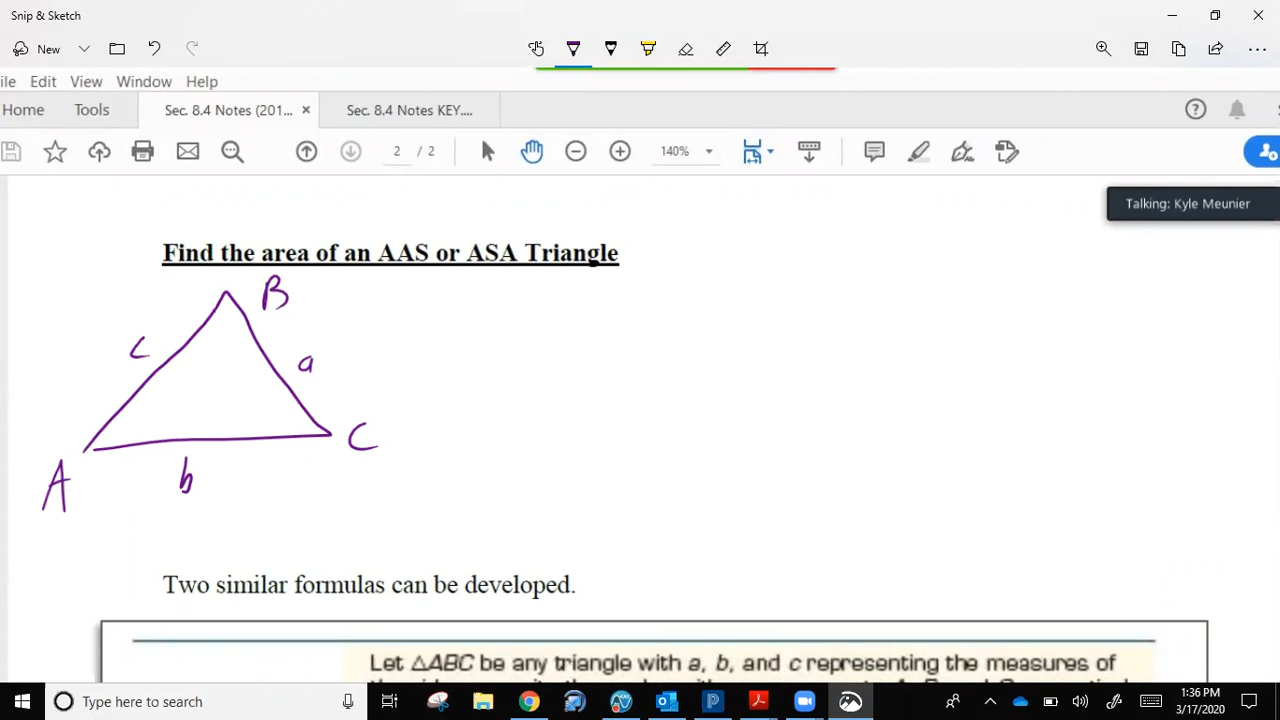 Snip & Sketch
New
ile Edit View Window Help
Home Tools Sec. 8.4 Notes (201... × Sec. 8.4 Notes KEY....
2 / 2 140%
Talking: Kyle Meunier
Find the area of an AAS or ASA Triangle
B
c
a
C
A
b
Two similar formulas can be developed.
Let △ABC be any triangle with a, b, and c representing the measures of
Type here to search
1:36 PM
3/17/2020